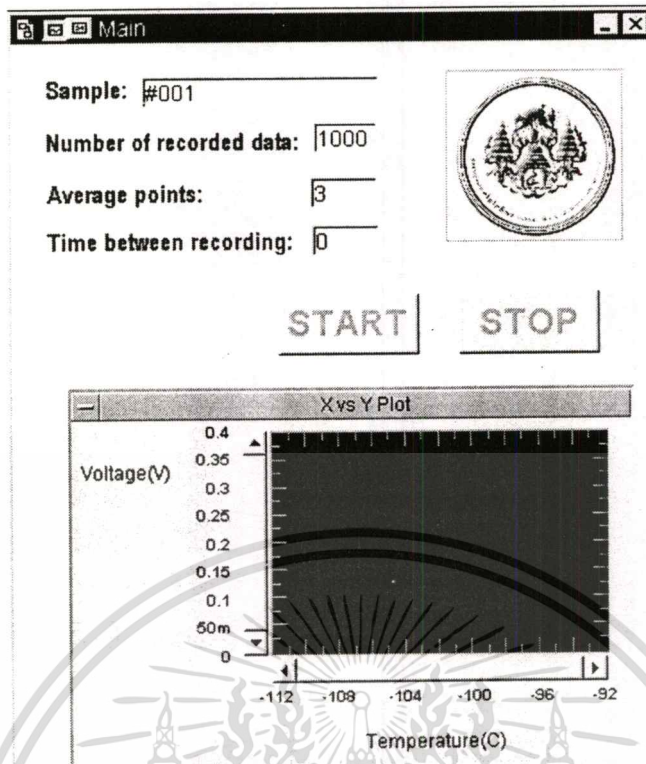 Main
Sample: #001
Number of recorded data: 1000
Average points: 3
Time between recording: 0
START STOP
X vs Y Plot
Voltage(V)
0.4
0.35
0.3
0.25
0.2
0.15
0.1
50m
0
-112 -108 -104 -100 -96 -92
Temperature(C)